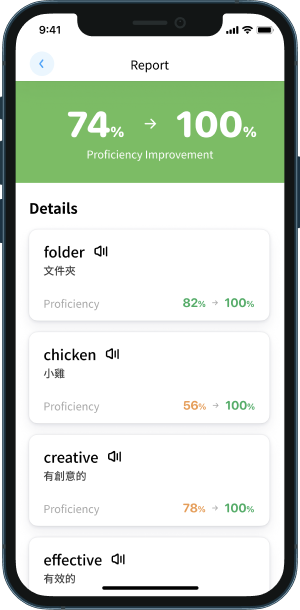 9:41
Report
74% → 100%
Proficiency Improvement
Details
folder
文件夾
Proficiency 82% → 100%
chicken
小雞
Proficiency 56% → 100%
creative
有創意的
Proficiency 78% → 100%
effective
有效的